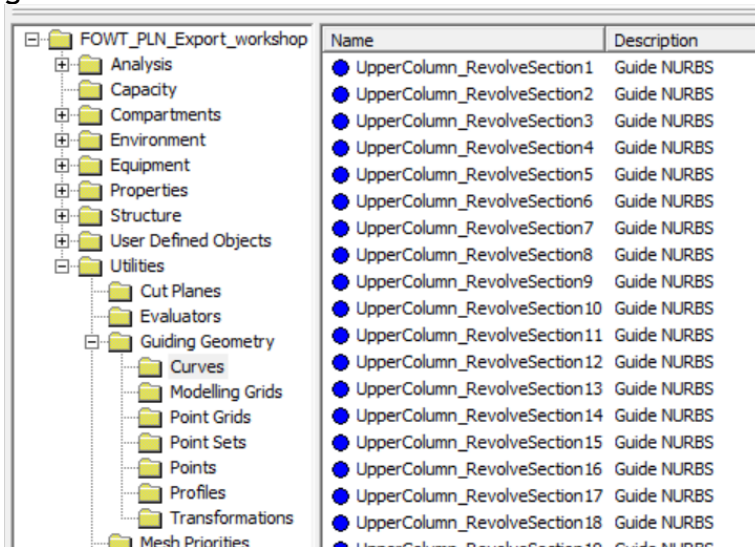 FOWT_PLN_Export_workshop
Analysis
Capacity
Compartments
Environment
Equipment
Properties
Structure
User Defined Objects
Utilities
Cut Planes
Evaluators
Guiding Geometry
Curves
Modelling Grids
Point Grids
Point Sets
Points
Profiles
Transformations
Mesh Priorities
Name Description
UpperColumn_RevolveSection1 Guide NURBS
UpperColumn_RevolveSection2 Guide NURBS
UpperColumn_RevolveSection3 Guide NURBS
UpperColumn_RevolveSection4 Guide NURBS
UpperColumn_RevolveSection5 Guide NURBS
UpperColumn_RevolveSection6 Guide NURBS
UpperColumn_RevolveSection7 Guide NURBS
UpperColumn_RevolveSection8 Guide NURBS
UpperColumn_RevolveSection9 Guide NURBS
UpperColumn_RevolveSection10 Guide NURBS
UpperColumn_RevolveSection11 Guide NURBS
UpperColumn_RevolveSection12 Guide NURBS
UpperColumn_RevolveSection13 Guide NURBS
UpperColumn_RevolveSection14 Guide NURBS
UpperColumn_RevolveSection15 Guide NURBS
UpperColumn_RevolveSection16 Guide NURBS
UpperColumn_RevolveSection17 Guide NURBS
UpperColumn_RevolveSection18 Guide NURBS
UpperColumn_RevolveSection19 Guide NURBS